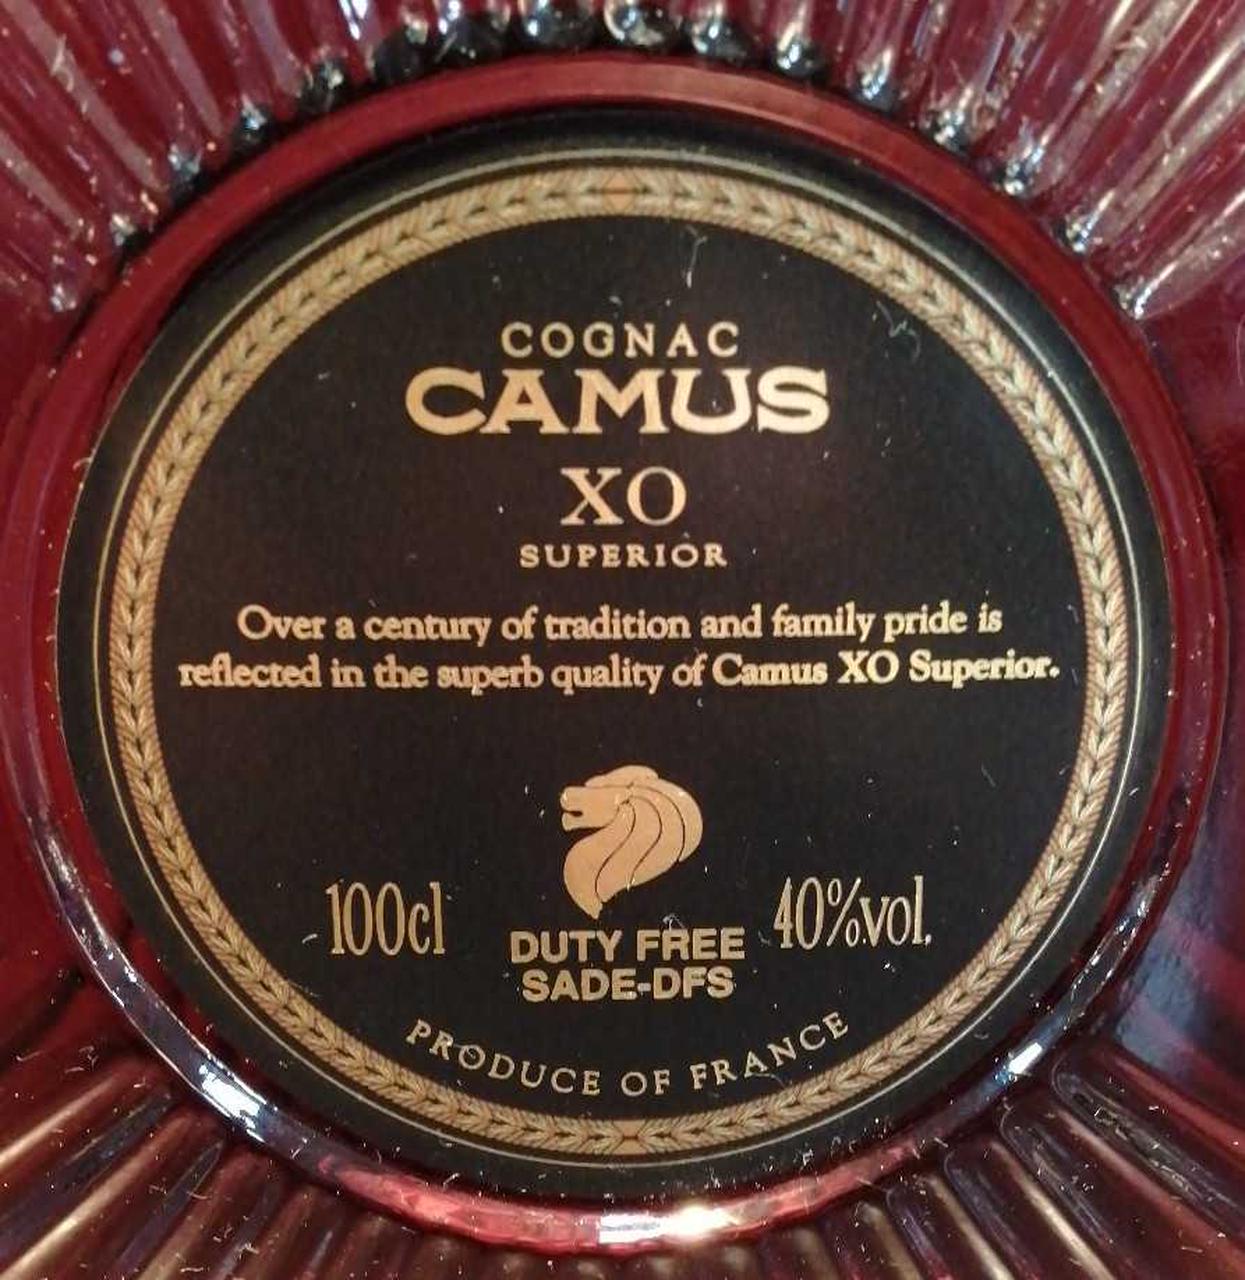 COGNAC
CAMUS
XO
SUPERIOR
Over a century of tradition and family pride is
reflected in the superb quality of Camus XO Superior.
100cl
DUTY FREE
SADE-DFS
40%vol.
PRODUCE OF FRANCE